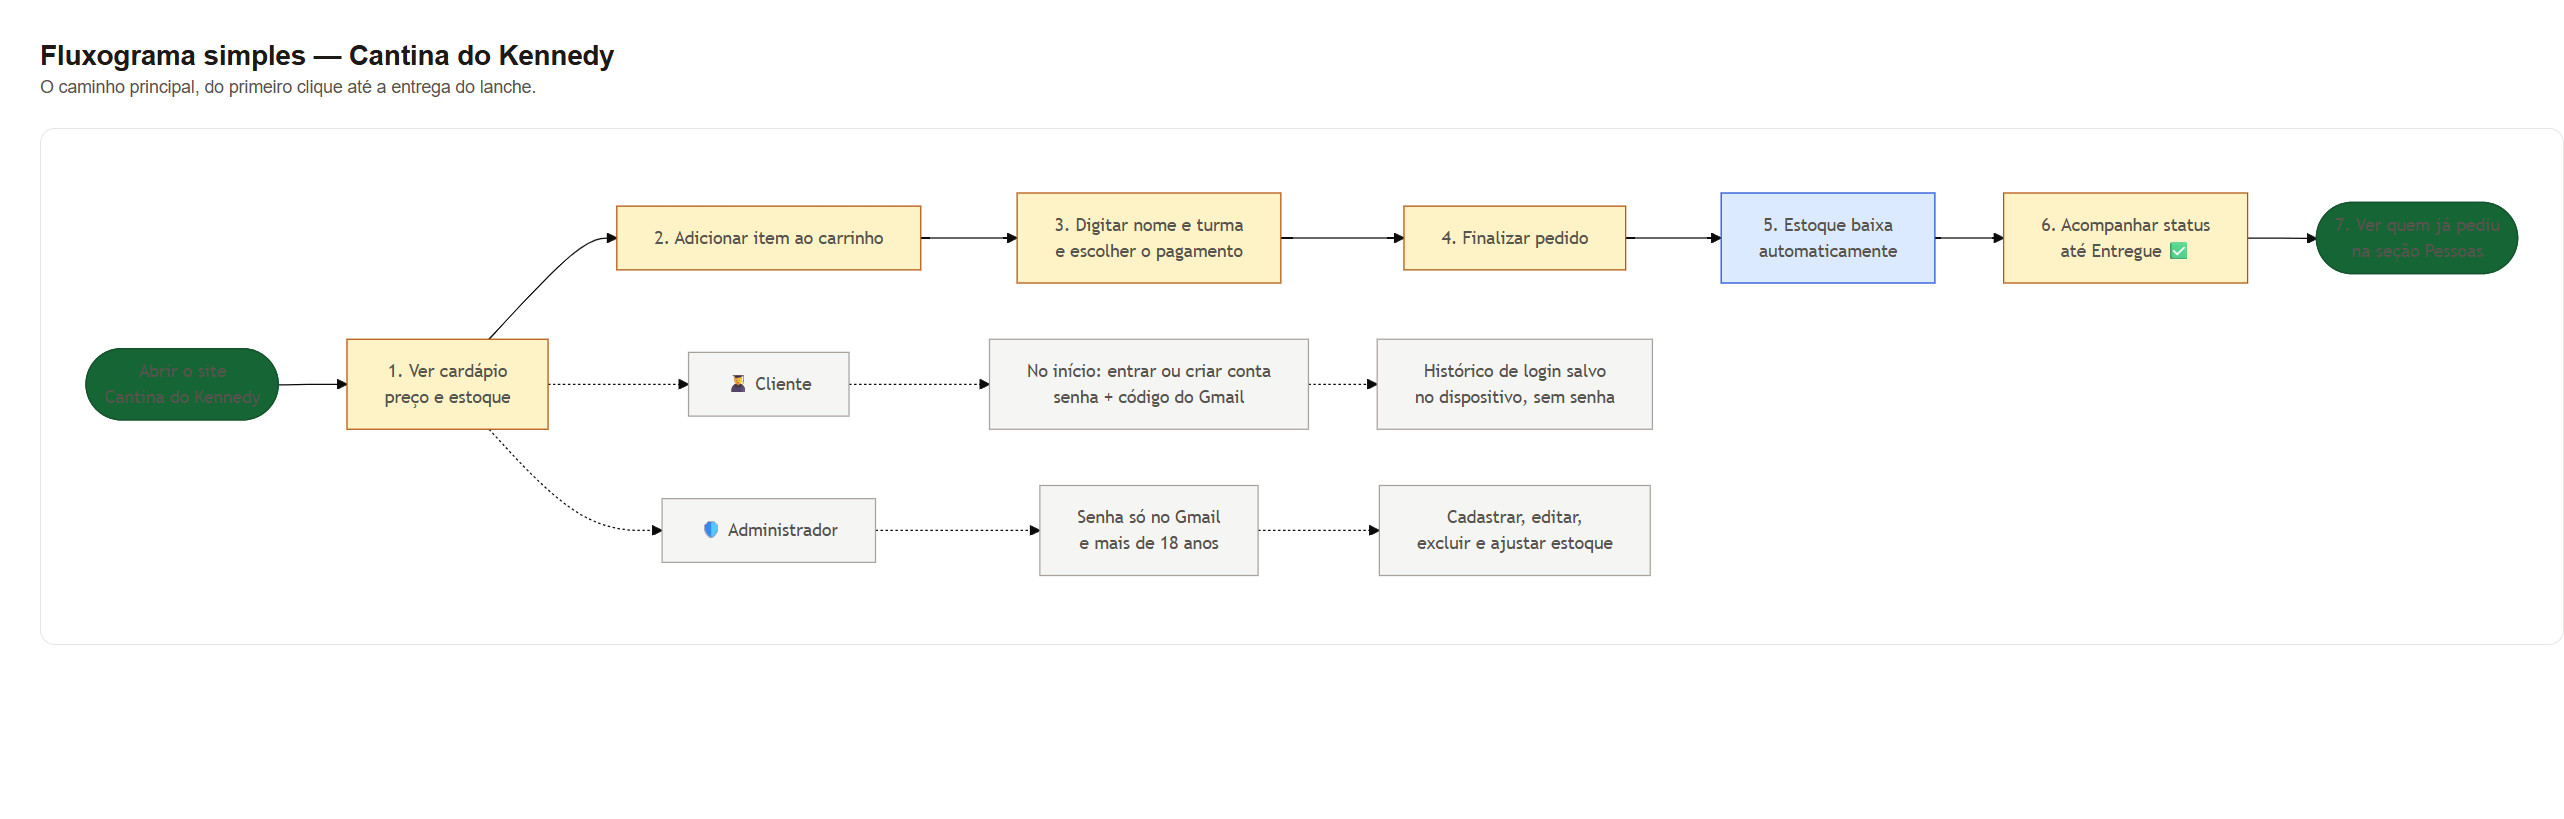 Fluxograma simples — Cantina do Kennedy
O caminho principal, do primeiro clique até a entrega do lanche.
2. Adicionar item ao carrinho
3. Digitar nome e turma
e escolher o pagamento
4. Finalizar pedido
5. Estoque baixa
automaticamente
6. Acompanhar status
até Entregue ✅
7. Ver quem já pediu
na seção Pessoas
Abrir o site
Cantina do Kennedy
1. Ver cardápio
preço e estoque
Cliente
No início: entrar ou criar conta
senha + código do Gmail
Histórico de login salvo
no dispositivo, sem senha
Administrador
Senha só no Gmail
e mais de 18 anos
Cadastrar, editar,
excluir e ajustar estoque